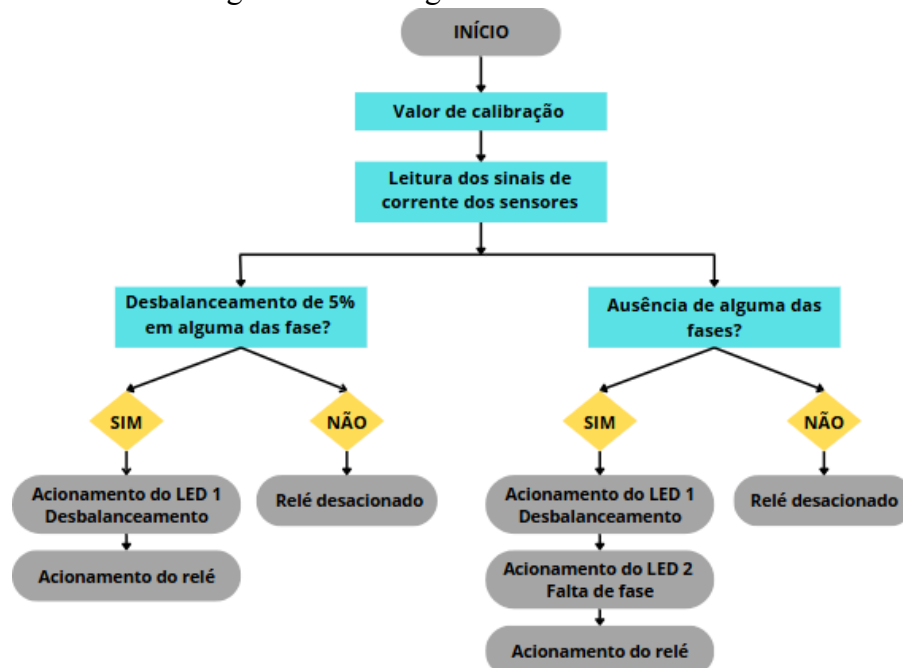 INÍCIO
Valor de calibração
Leitura dos sinais de
corrente dos sensores
Desbalanceamento de 5%
em alguma das fase?
Ausência de alguma das
fases?
SIM
NÃO
SIM
NÃO
Acionamento do LED 1
Desbalanceamento
Relé desacionado
Acionamento do LED 1
Desbalanceamento
Relé desacionado
Acionamento do relé
Acionamento do LED 2
Falta de fase
Acionamento do relé